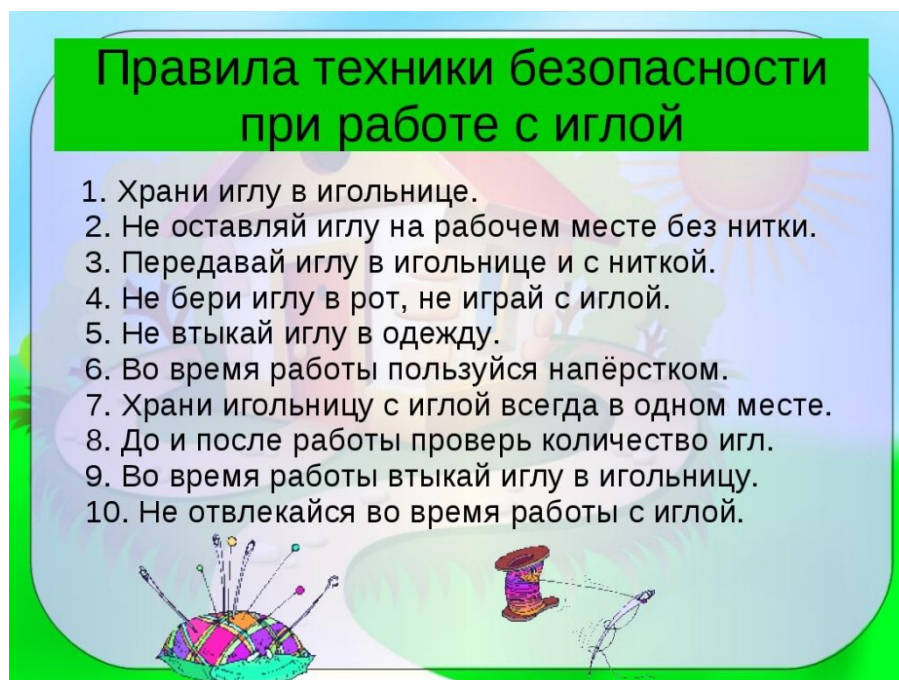 Правила техники безопасности
при работе с иглой
1. Храни иглу в игольнице.
2. Не оставляй иглу на рабочем месте без нитки.
3. Передавай иглу в игольнице и с ниткой.
4. Не бери иглу в рот, не играй с иглой.
5. Не втыкай иглу в одежду.
6. Во время работы пользуйся напёрстком.
7. Храни игольницу с иглой всегда в одном месте.
8. До и после работы проверь количество игл.
9. Во время работы втыкай иглу в игольницу.
10. Не отвлекайся во время работы с иглой.